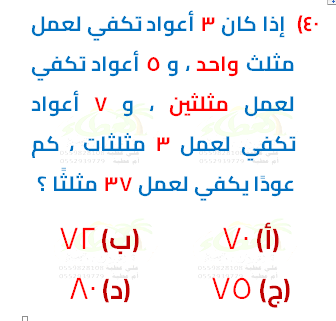 ٤٠) إذا كان ٣ أعواد تكفي لعمل
مثلث واحد ، و ٥ أعواد تكفي
لعمل مثلثين ، و ٧ أعواد
تكفي لعمل ٣ مثلثات ، كم
عودًا يكفي لعمل ٣٧ مثلثًا ؟
(أ) ٧٠ (ب) ٧٢
(ج) ٧٥ (د) ٨٠